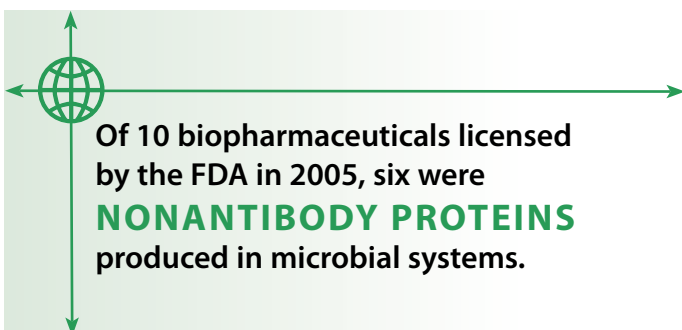 Of 10 biopharmaceuticals licensed
by the FDA in 2005, six were
NONANTIBODY PROTEINS
produced in microbial systems.